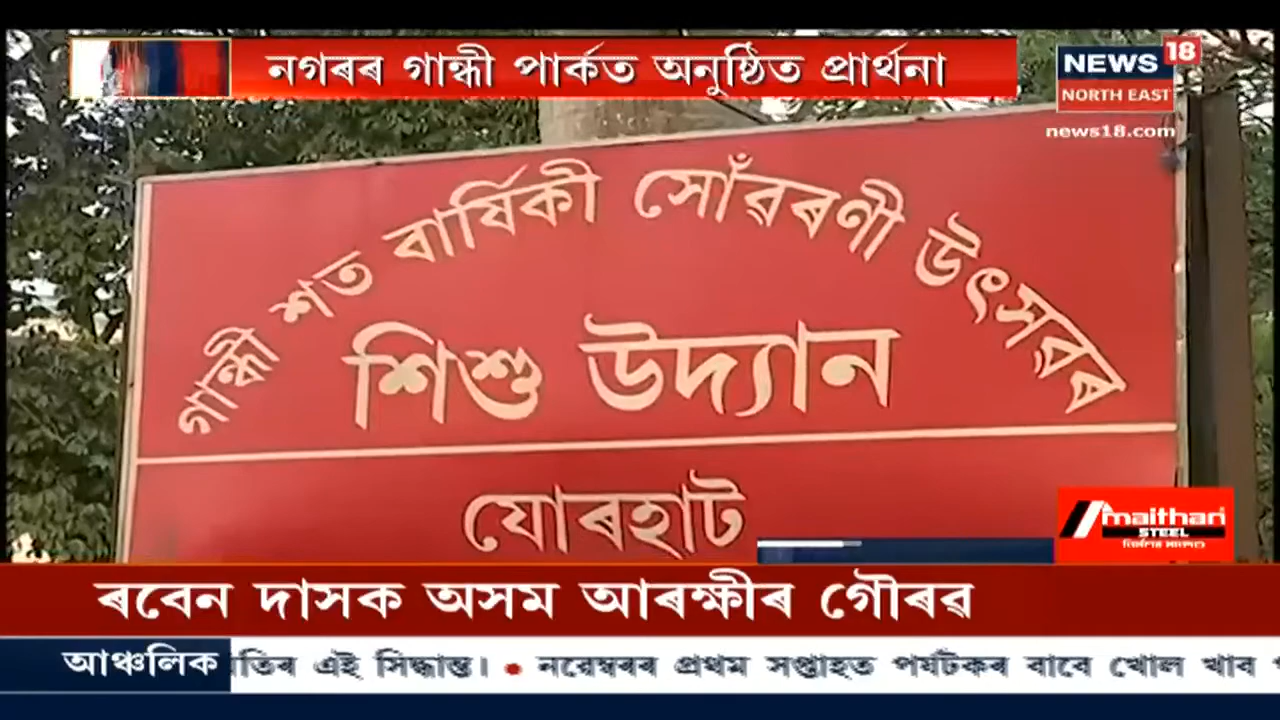 নগৰৰ গান্ধী পাৰ্কত অনুষ্ঠিত প্ৰাৰ্থনা
NEWS 18
NORTH EAST
news18.com
গান্ধী শত বাৰ্ষিকী সোঁৱৰণী উৎসৱৰ
শিশু উদ্যান
যোৰহাট
maithan
STEEL
ৰবেন দাসক অসম আৰক্ষীৰ গৌৰৱ
আঞ্চলিক
এই সিদ্ধান্ত। • নৱেম্বৰৰ প্ৰথম সপ্তাহত পৰ্যটকৰ বাবে খোল খাব